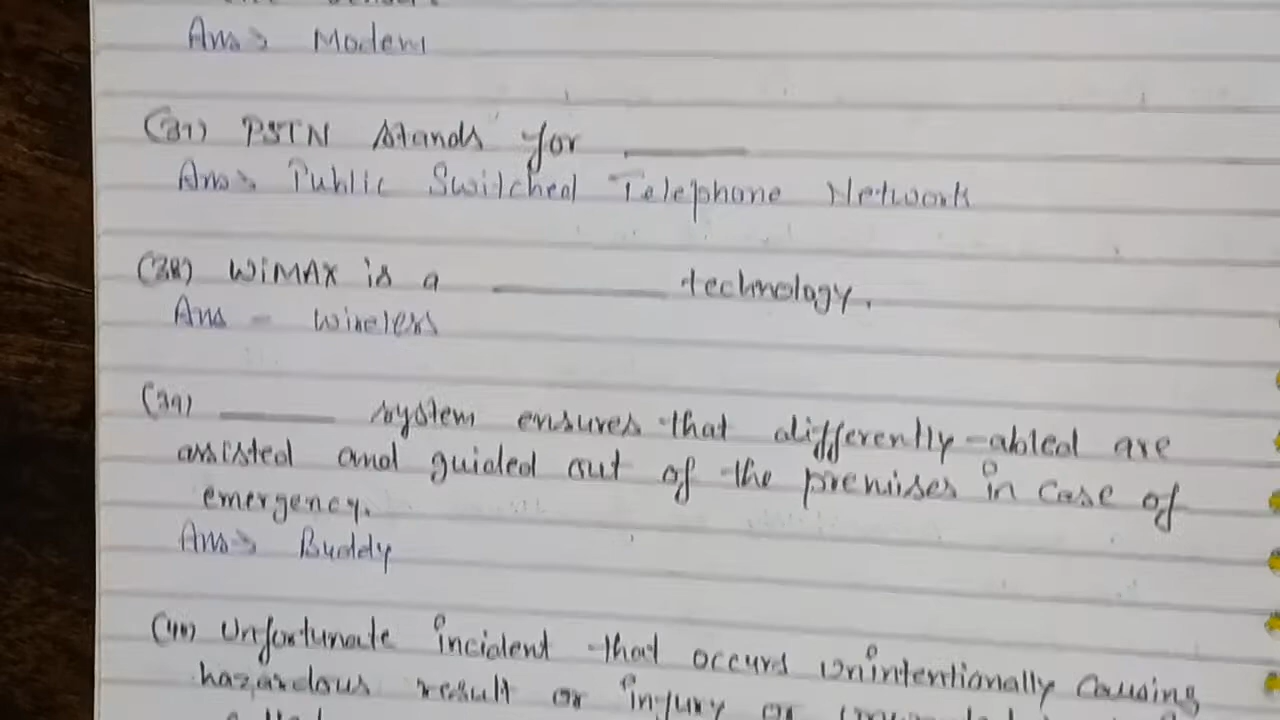 Ans → Modem
(37) PSTN stands for ______
Ans → Public Switched Telephone Network
(38) WiMAX is a ______ technology.
Ans - wireless
(39) ______ system ensures that differently-abled are
assisted and guided out of the premises in case of
emergency.
Ans → Buddy
(40) Unfortunate incident that occurs unintentionally causing
hazardous result or injury or